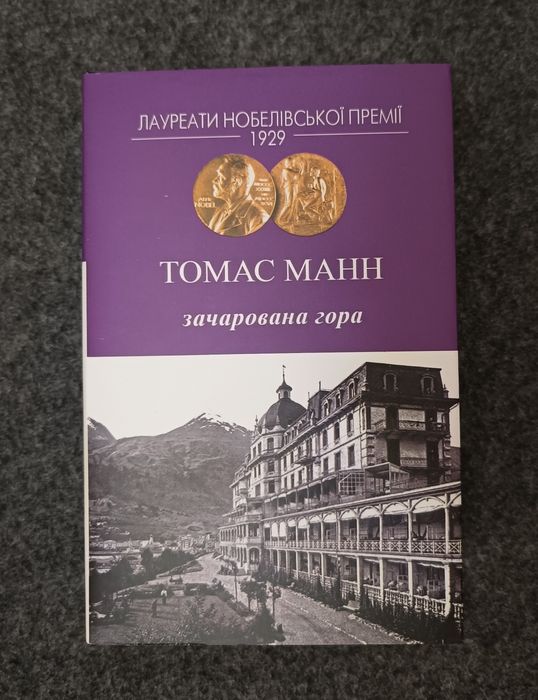 ЛАУРЕАТИ НОБЕЛІВСЬКОЇ ПРЕМІЇ
1929
ТОМАС МАНН
зачарована гора